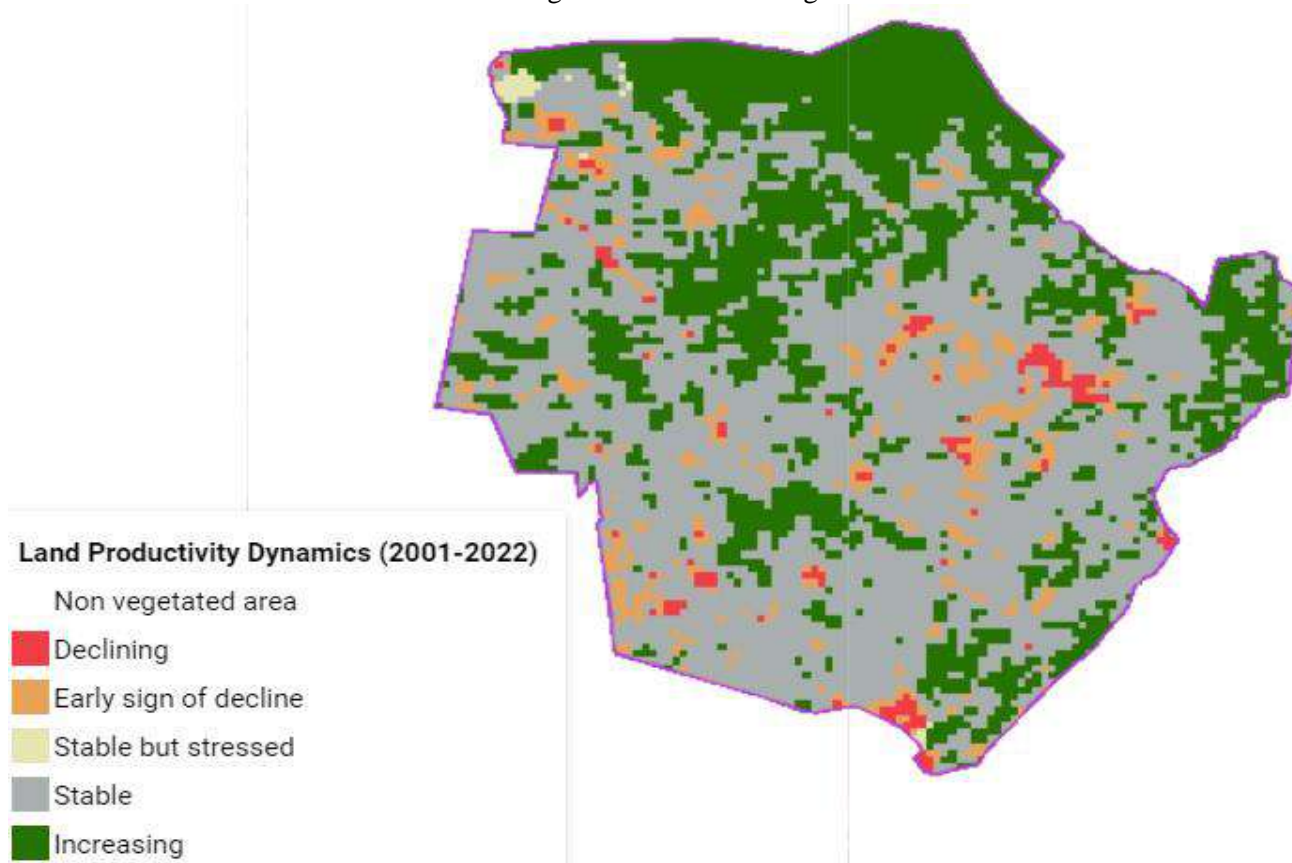 Land Productivity Dynamics (2001-2022)
Non vegetated area
Declining
Early sign of decline
Stable but stressed
Stable
Increasing